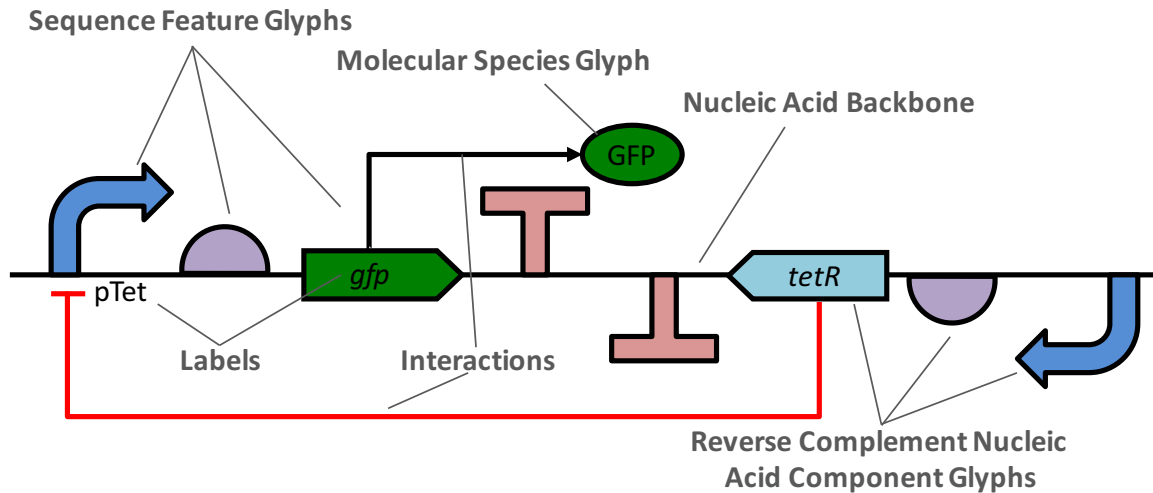 Sequence Feature Glyphs
Molecular Species Glyph
Nucleic Acid Backbone
GFP
gfp
tetR
pTet
Labels
Interactions
Reverse Complement Nucleic
Acid Component Glyphs